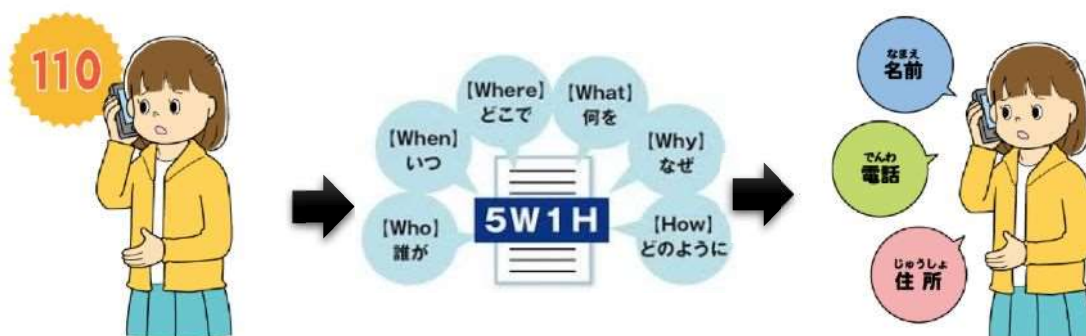 110
【Who】
誰が
【When】
いつ
【Where】
どこで
【What】
何を
【Why】
なぜ
【How】
どのように
5W1H
なまえ
名前
でんわ
電話
じゅうしょ
住所